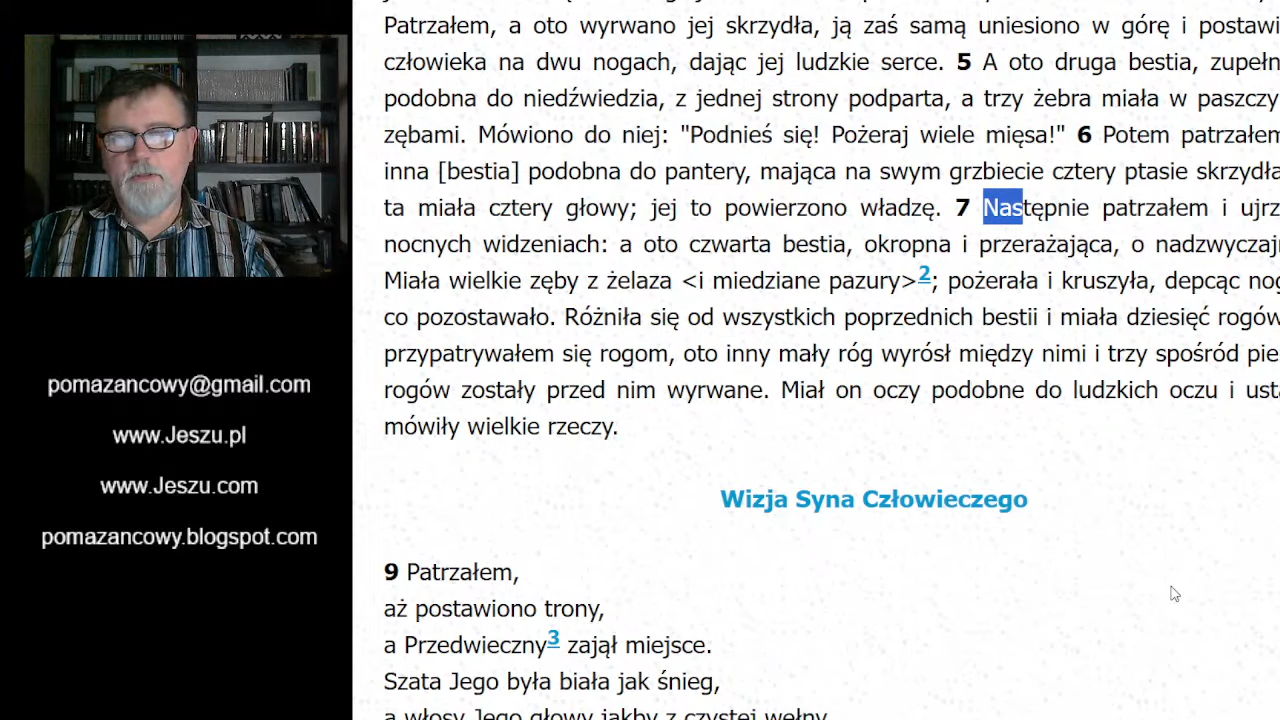 Patrzałem, a oto wyrwano jej skrzydła, ją zaś samą uniesiono w górę i postawi
człowieka na dwu nogach, dając jej ludzkie serce. 5 A oto druga bestia, zupełn
podobna do niedźwiedzia, z jednej strony podparta, a trzy żebra miała w paszczy
zębami. Mówiono do niej: "Podnieś się! Pożeraj wiele mięsa!" 6 Potem patrzałem
inna [bestia] podobna do pantery, mająca na swym grzbiecie cztery ptasie skrzydła
ta miała cztery głowy; jej to powierzono władzę. 7 Następnie patrzałem i ujrz
nocnych widzeniach: a oto czwarta bestia, okropna i przerażająca, o nadzwyczajn
Miała wielkie zęby z żelaza <i miedziane pazury>2; pożerała i kruszyła, depcąc nog
co pozostawało. Różniła się od wszystkich poprzednich bestii i miała dziesięć rogów
przypatrywałem się rogom, oto inny mały róg wyrósł między nimi i trzy spośród pie
rogów zostały przed nim wyrwane. Miał on oczy podobne do ludzkich oczu i usta
mówiły wielkie rzeczy.
Wizja Syna Człowieczego
9 Patrzałem,
aż postawiono trony,
a Przedwieczny3 zajął miejsce.
Szata Jego była biała jak śnieg,
a włosy Jego głowy jakby z czystej wełny
pomazancowy@gmail.com
www.Jeszu.pl
www.Jeszu.com
pomazancowy.blogspot.com